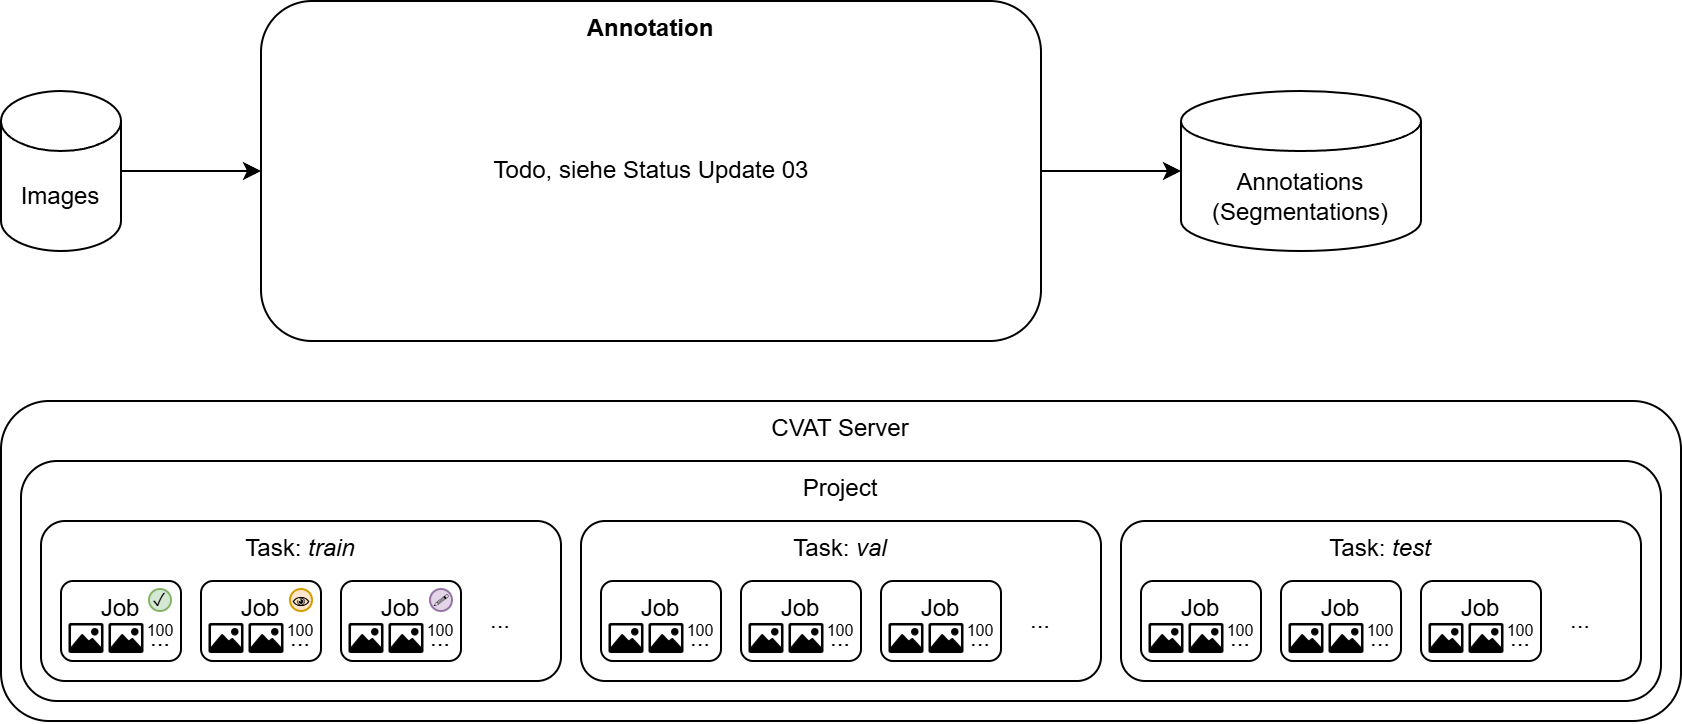 Annotation
Images
Todo, siehe Status Update 03
Annotations
(Segmentations)
CVAT Server
Project
Task: train
Job
100
...
Job
100
...
Job
100
...
...
Task: val
Job
100
...
Job
100
...
Job
100
...
...
Task: test
Job
100
...
Job
100
...
Job
100
...
...